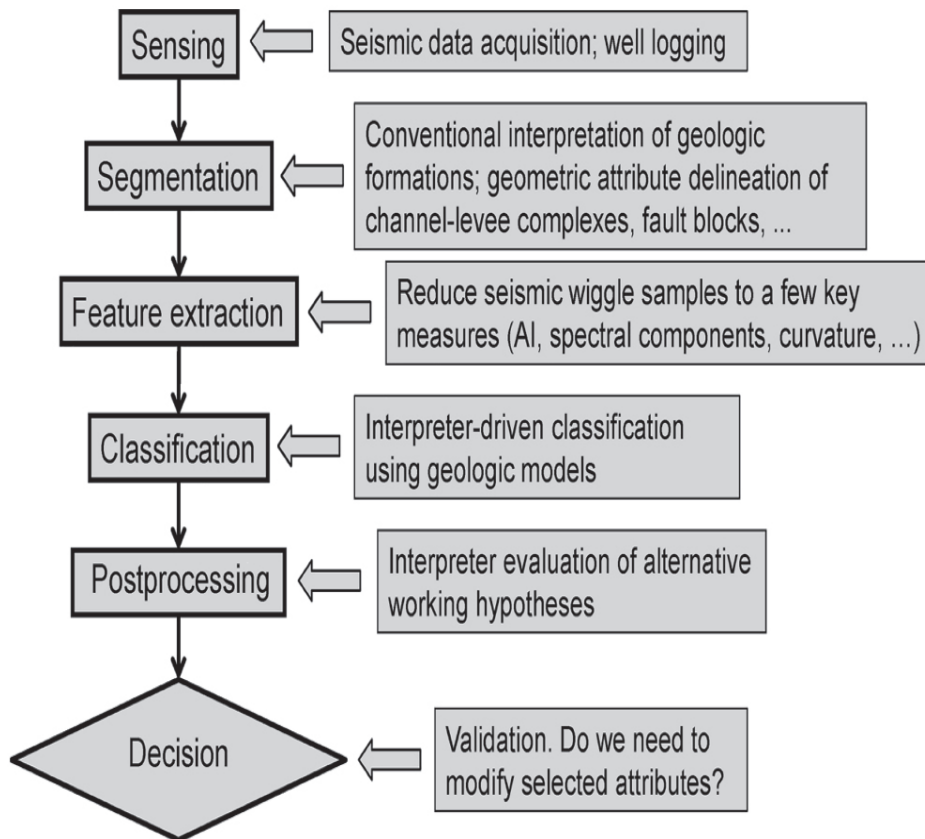 Sensing
Seismic data acquisition; well logging
Segmentation
Conventional interpretation of geologic
formations; geometric attribute delineation of
channel-levee complexes, fault blocks, ...
Feature extraction
Reduce seismic wiggle samples to a few key
measures (AI, spectral components, curvature, ...)
Classification
Interpreter-driven classification
using geologic models
Postprocessing
Interpreter evaluation of alternative
working hypotheses
Decision
Validation. Do we need to
modify selected attributes?